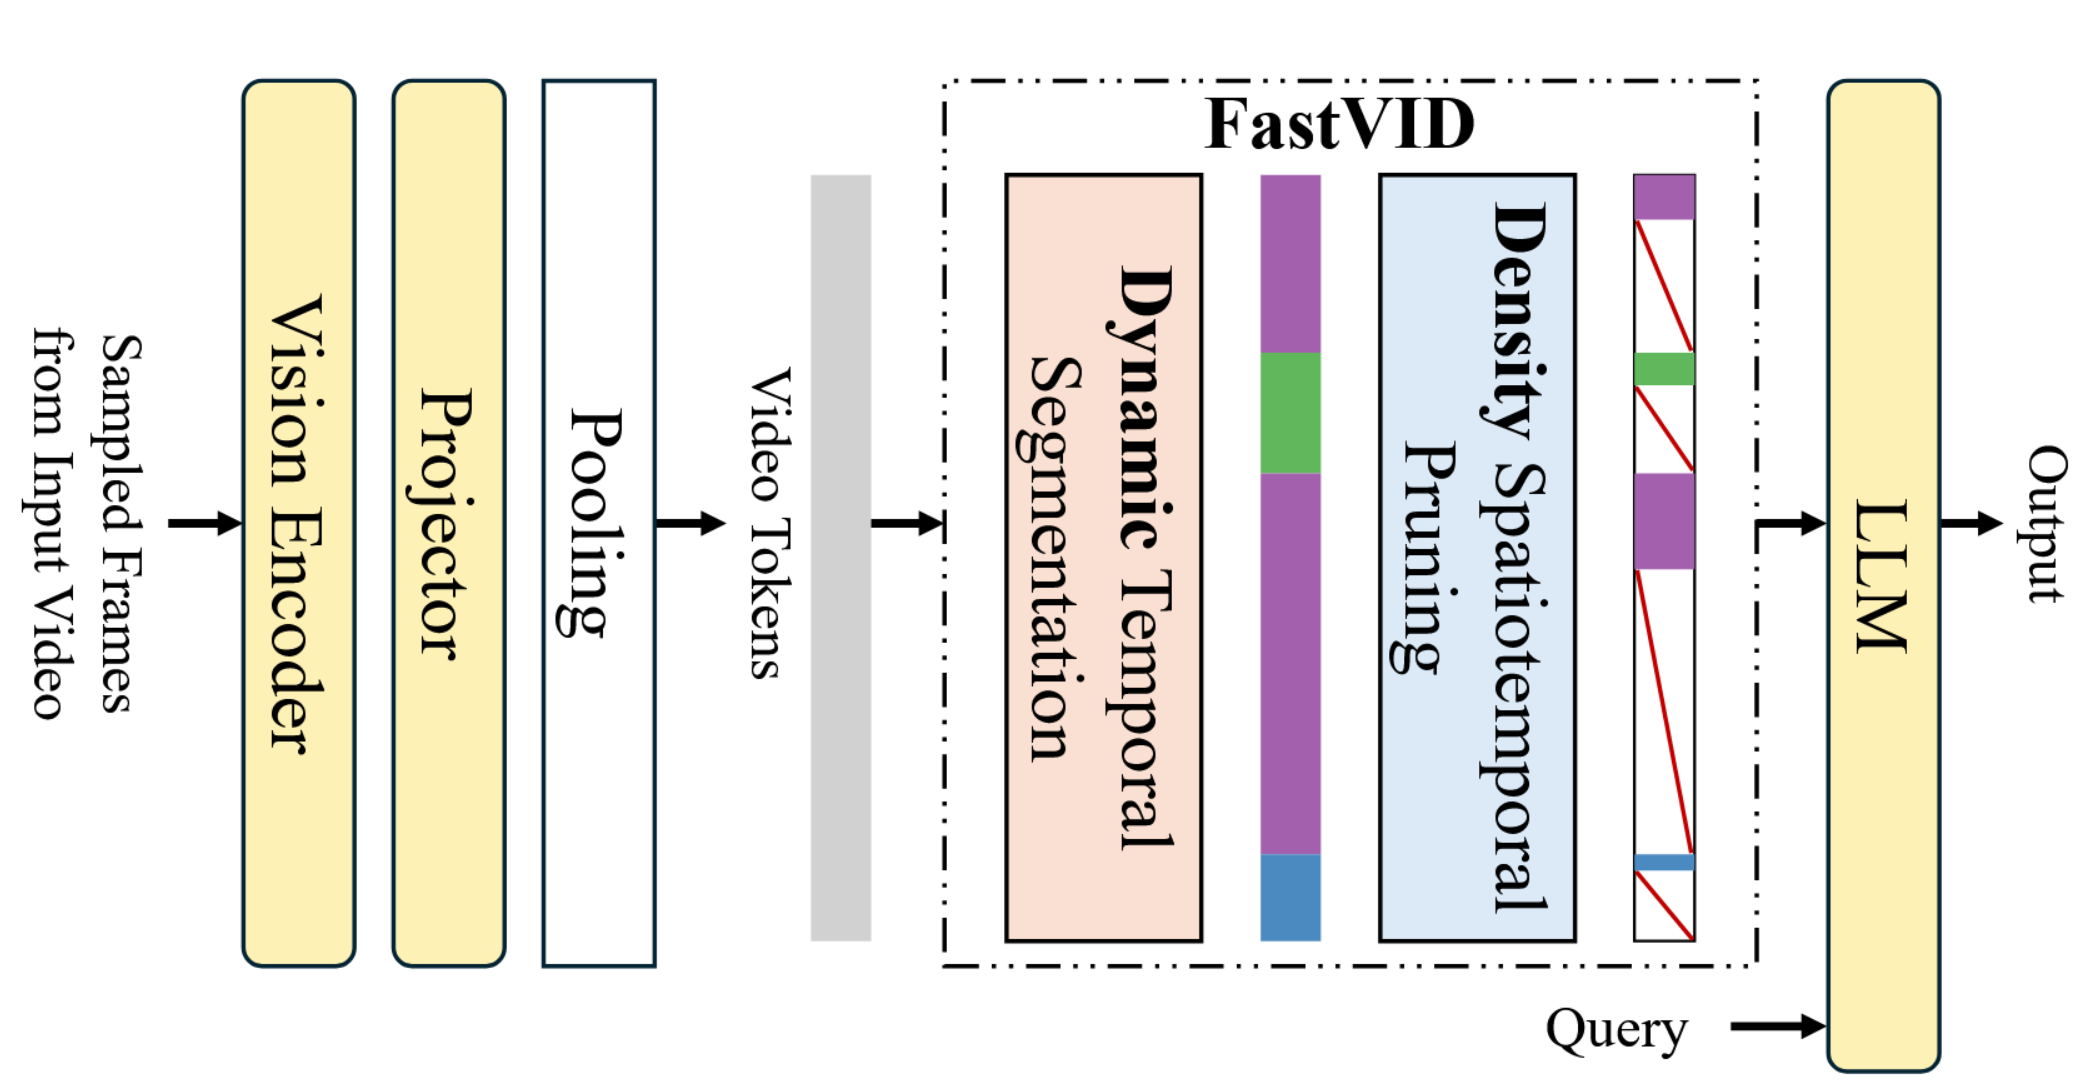 Sampled Frames
from Input Video
Vision Encoder
Projector
Pooling
Video Tokens
FastVID
Dynamic Temporal
Segmentation
Density Spatiotemporal
Pruning
Query
LLM
Output